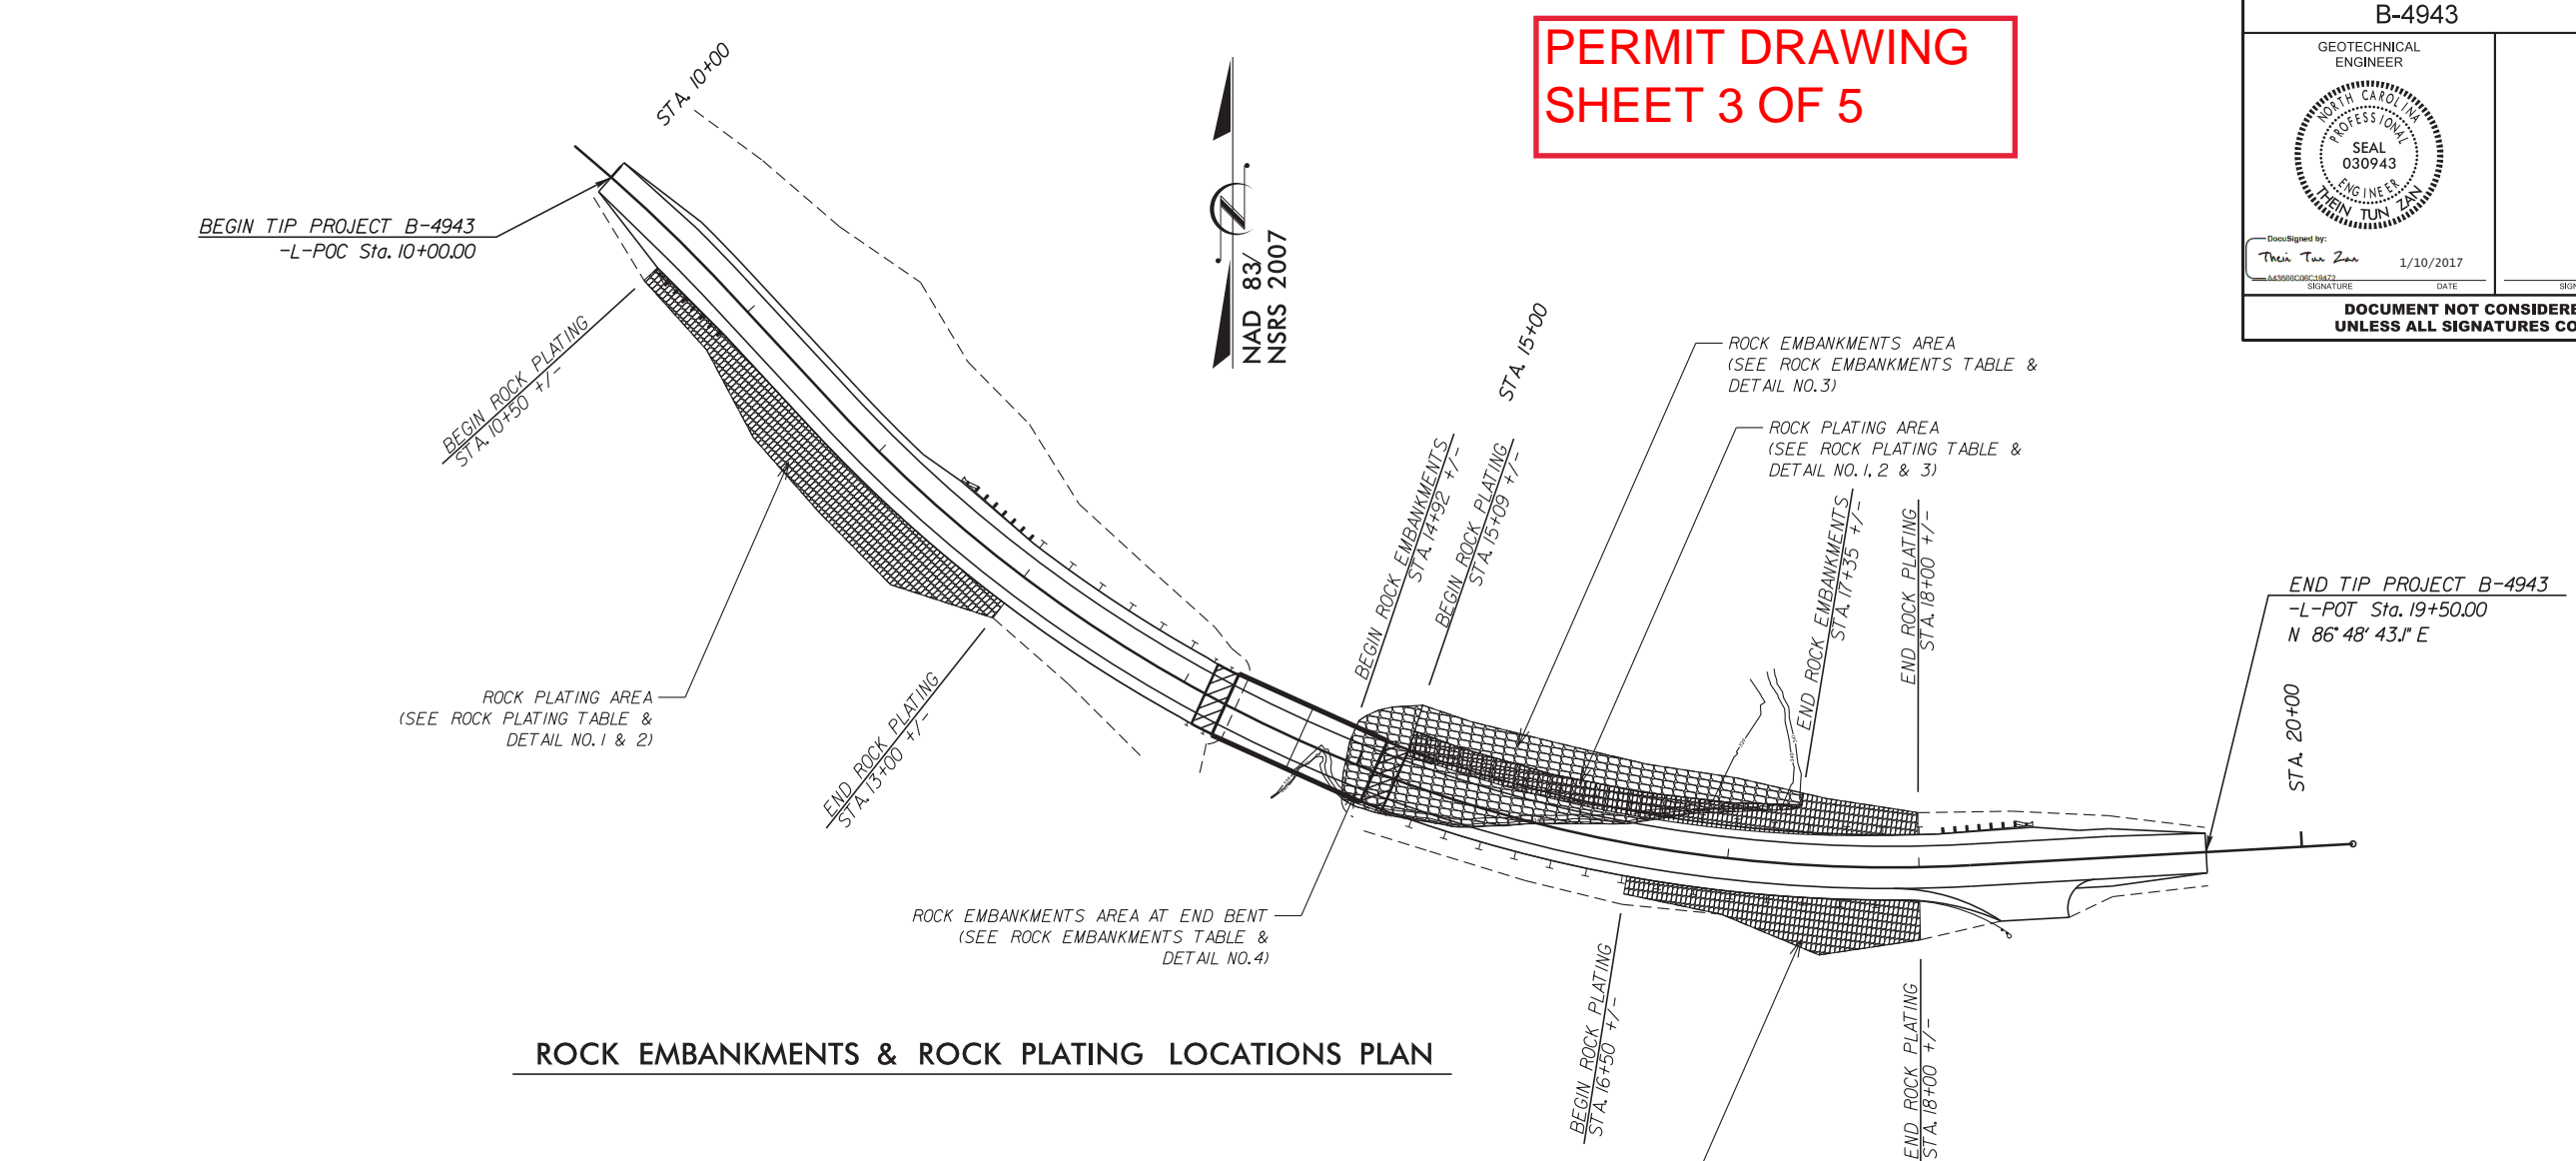 PERMIT DRAWING
SHEET 3 OF 5
B-4943
GEOTECHNICAL
ENGINEER
NORTH CAROLINA
PROFESSIONAL
SEAL
030943
ENGINEER
THEIN TUN ZAN
DocuSigned by:
Thein Tun Zan
1/10/2017
SIGNATURE
DATE
DOCUMENT NOT CONSIDERE
UNLESS ALL SIGNATURES CO
STA. 10+00
BEGIN TIP PROJECT B-4943
-L-POC Sta. 10+00.00
NAD 83/
NSRS 2007
BEGIN ROCK PLATING
STA. 10+50 +/-
STA. 15+00
ROCK EMBANKMENTS AREA
(SEE ROCK EMBANKMENTS TABLE &
DETAIL NO.3)
ROCK PLATING AREA
(SEE ROCK PLATING TABLE &
DETAIL NO. 1, 2 & 3)
BEGIN ROCK EMBANKMENTS
STA. 14+92 +/-
BEGIN ROCK PLATING
STA. 15+09 +/-
END ROCK EMBANKMENTS
STA. 17+35 +/-
END ROCK PLATING
STA. 18+00 +/-
END TIP PROJECT B-4943
-L-POT Sta. 19+50.00
N 86° 48' 43.1" E
STA. 20+00
ROCK PLATING AREA
(SEE ROCK PLATING TABLE &
DETAIL NO. 1 & 2)
END ROCK PLATING
STA. 13+00 +/-
ROCK EMBANKMENTS AREA AT END BENT
(SEE ROCK EMBANKMENTS TABLE &
DETAIL NO.4)
BEGIN ROCK PLATING
STA. 16+50 +/-
END ROCK PLATING
STA. 18+00 +/-
ROCK EMBANKMENTS & ROCK PLATING LOCATIONS PLAN